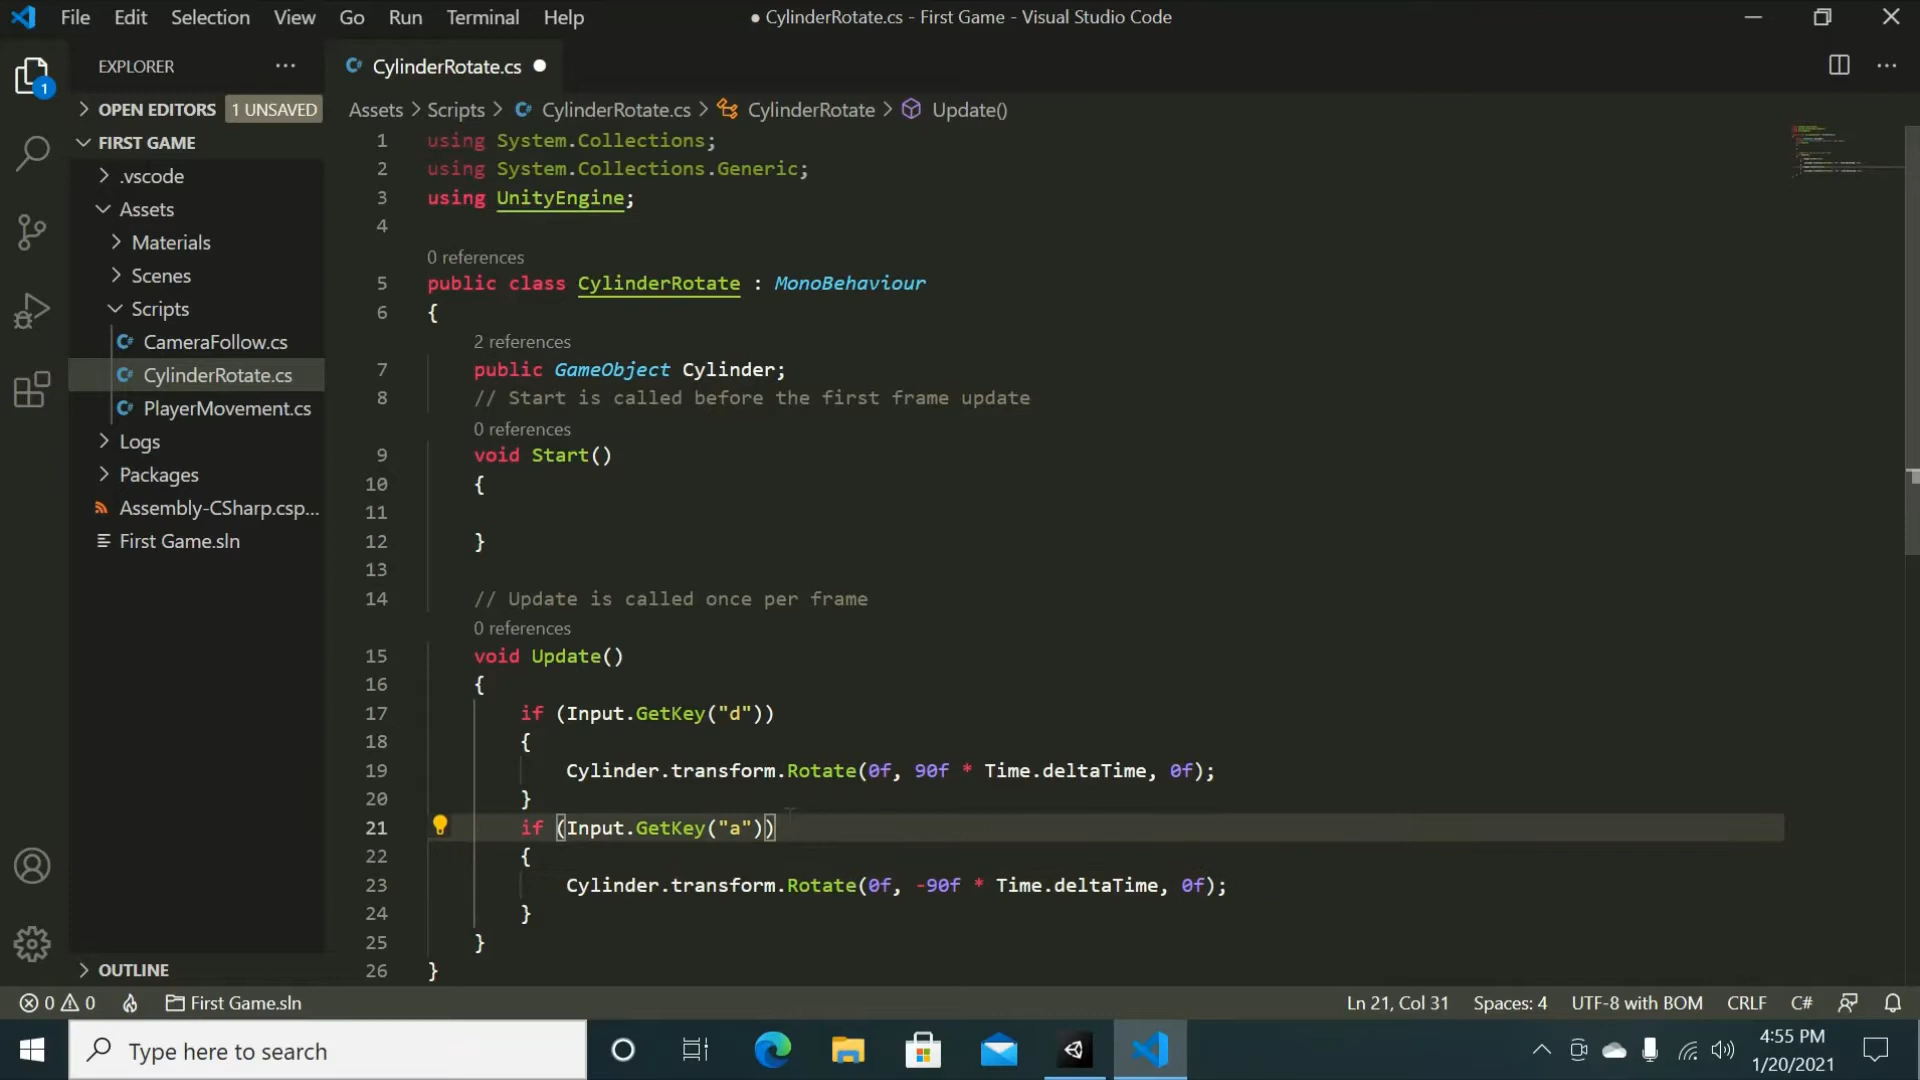 File Edit Selection View Go Run Terminal Help
● CylinderRotate.cs - First Game - Visual Studio Code
EXPLORER
OPEN EDITORS 1 UNSAVED
FIRST GAME
.vscode
Assets
Materials
Scenes
Scripts
CameraFollow.cs
CylinderRotate.cs
PlayerMovement.cs
Logs
Packages
Assembly-CSharp.csp...
First Game.sln
OUTLINE
1
CylinderRotate.cs
Assets > Scripts > CylinderRotate.cs > CylinderRotate > Update()
1 using System.Collections;
2 using System.Collections.Generic;
3 using UnityEngine;
4
0 references
5 public class CylinderRotate : MonoBehaviour
6 {
2 references
7 public GameObject Cylinder;
8 // Start is called before the first frame update
0 references
9 void Start()
10 {
11
12 }
13
14 // Update is called once per frame
0 references
15 void Update()
16 {
17 if (Input.GetKey("d"))
18 {
19 Cylinder.transform.Rotate(0f, 90f * Time.deltaTime, 0f);
20 }
21 if (Input.GetKey("a"))
22 {
23 Cylinder.transform.Rotate(0f, -90f * Time.deltaTime, 0f);
24 }
25 }
26 }
0 0 First Game.sln
Ln 21, Col 31 Spaces: 4 UTF-8 with BOM CRLF C#
Type here to search
4:55 PM
1/20/2021